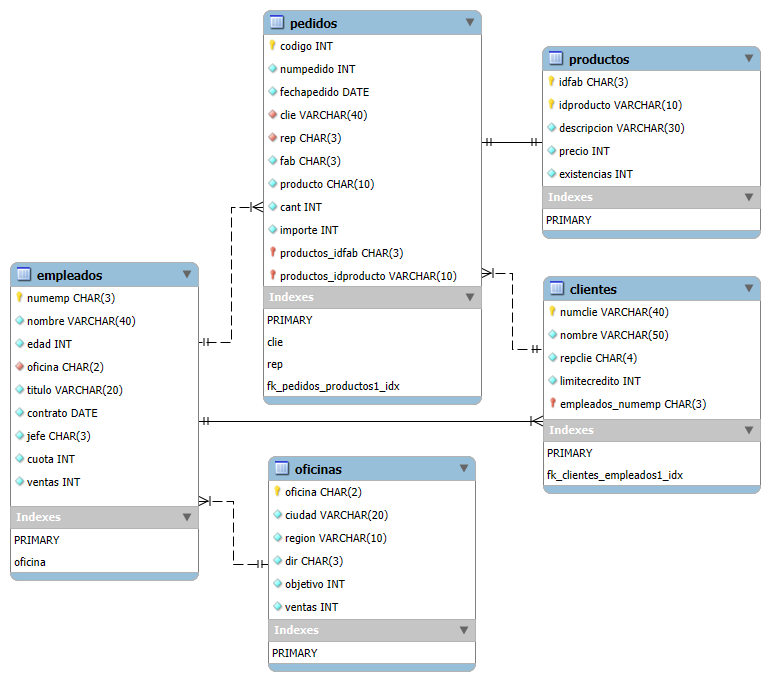 pedidos
codigo INT
numpedido INT
fechapedido DATE
clie VARCHAR(40)
rep CHAR(3)
fab CHAR(3)
producto CHAR(10)
cant INT
importe INT
productos_idfab CHAR(3)
productos_idproducto VARCHAR(10)
Indexes
PRIMARY
clie
rep
fk_pedidos_productos1_idx
productos
idfab CHAR(3)
idproducto VARCHAR(10)
descripcion VARCHAR(30)
precio INT
existencias INT
Indexes
PRIMARY
empleados
numemp CHAR(3)
nombre VARCHAR(40)
edad INT
oficina CHAR(2)
titulo VARCHAR(20)
contrato DATE
jefe CHAR(3)
cuota INT
ventas INT
Indexes
PRIMARY
oficina
clientes
numclie VARCHAR(40)
nombre VARCHAR(50)
repclie CHAR(4)
limitecredito INT
empleados_numemp CHAR(3)
Indexes
PRIMARY
fk_clientes_empleados1_idx
oficinas
oficina CHAR(2)
ciudad VARCHAR(20)
region VARCHAR(10)
dir CHAR(3)
objetivo INT
ventas INT
Indexes
PRIMARY